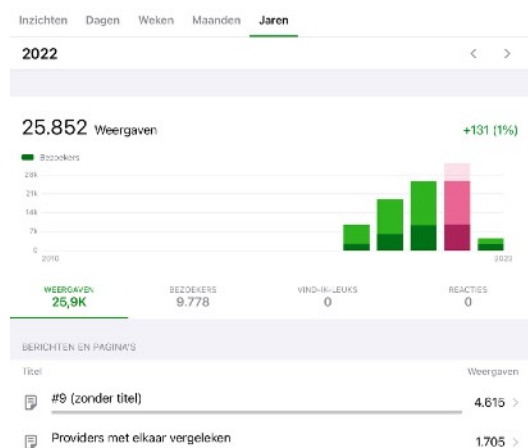 Inzichten Dagen Weken Maanden Jaren
2022
25.852 Weergaven +131 (1%)
Bezoekers
28k
21k
14k
7k
0
2010 2023
WEERGAVEN BEZOEKERS VIND-IK-LEUKS REACTIES
25,9K 9.778 0 0
BERICHTEN EN PAGINA'S
Titel Weergaven
#9 (zonder titel) 4.615
Providers met elkaar vergeleken 1.705